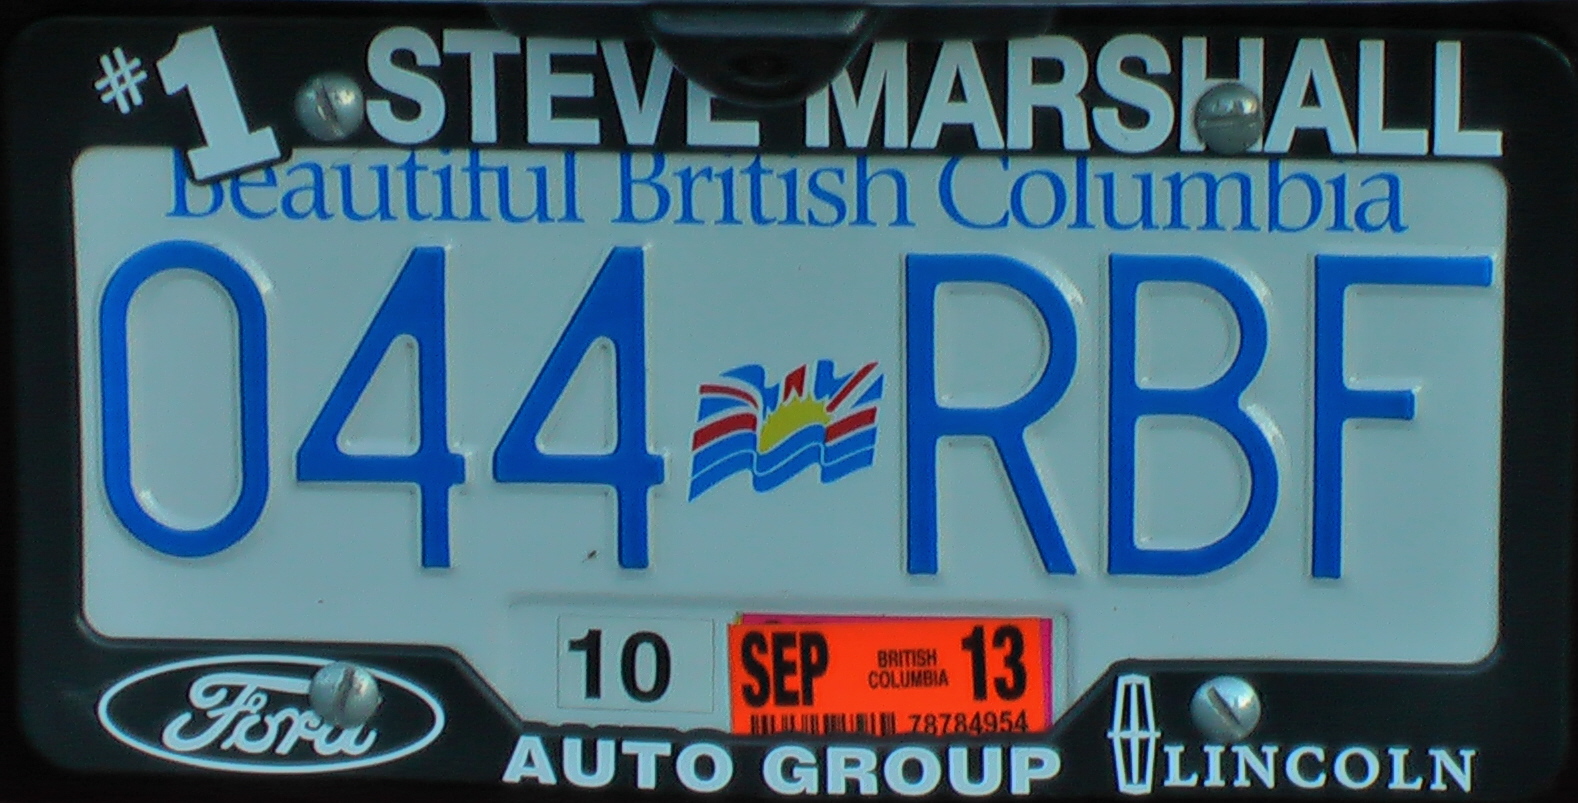 #1 STEVE MARSHALL
Beautiful British Columbia
044 RBF
10 SEP BRITISH COLUMBIA 13
78784954
Ford AUTO GROUP LINCOLN